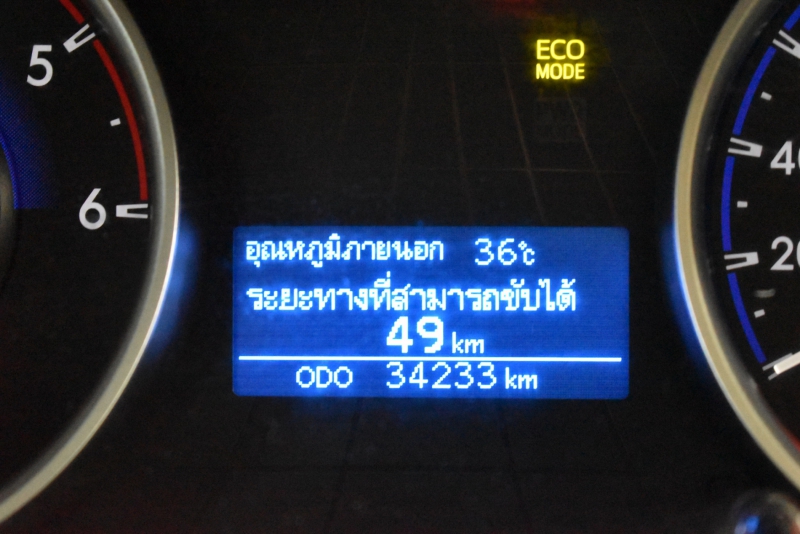 5
6
ECO
MODE
40
20
อุณหภูมิภายนอก 36℃
ระยะทางที่สามารถขับได้
49 km
ODO 34233 km